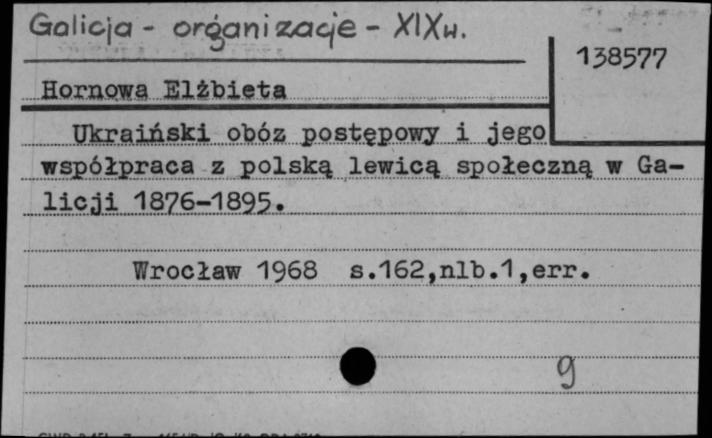 Galicja - organizacje - XIX w.
138577
Hornowa Elżbieta
Ukraiński obóz postępowy i jego
współpraca z polską lewicą społeczną w Ga-
licji 1876-1895.
Wrocław 1968 s.162,nlb.1,err.
g